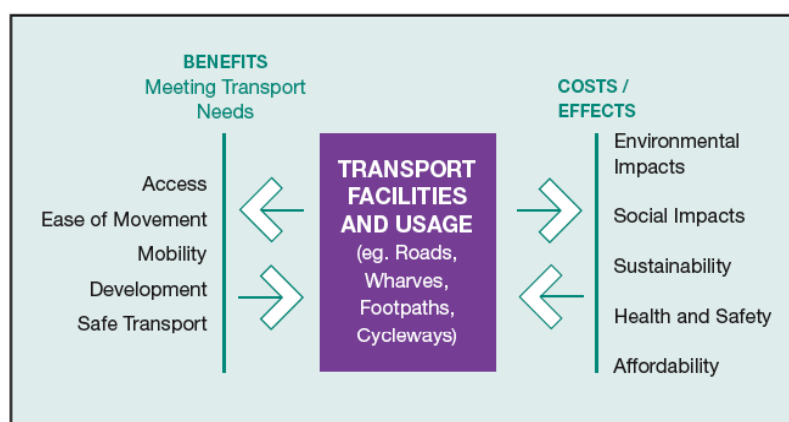 BENEFITS
Meeting Transport
Needs
Access
Ease of Movement
Mobility
Development
Safe Transport
TRANSPORT
FACILITIES
AND USAGE
(eg. Roads,
Wharves,
Footpaths,
Cycleways)
COSTS /
EFFECTS
Environmental
Impacts
Social Impacts
Sustainability
Health and Safety
Affordability